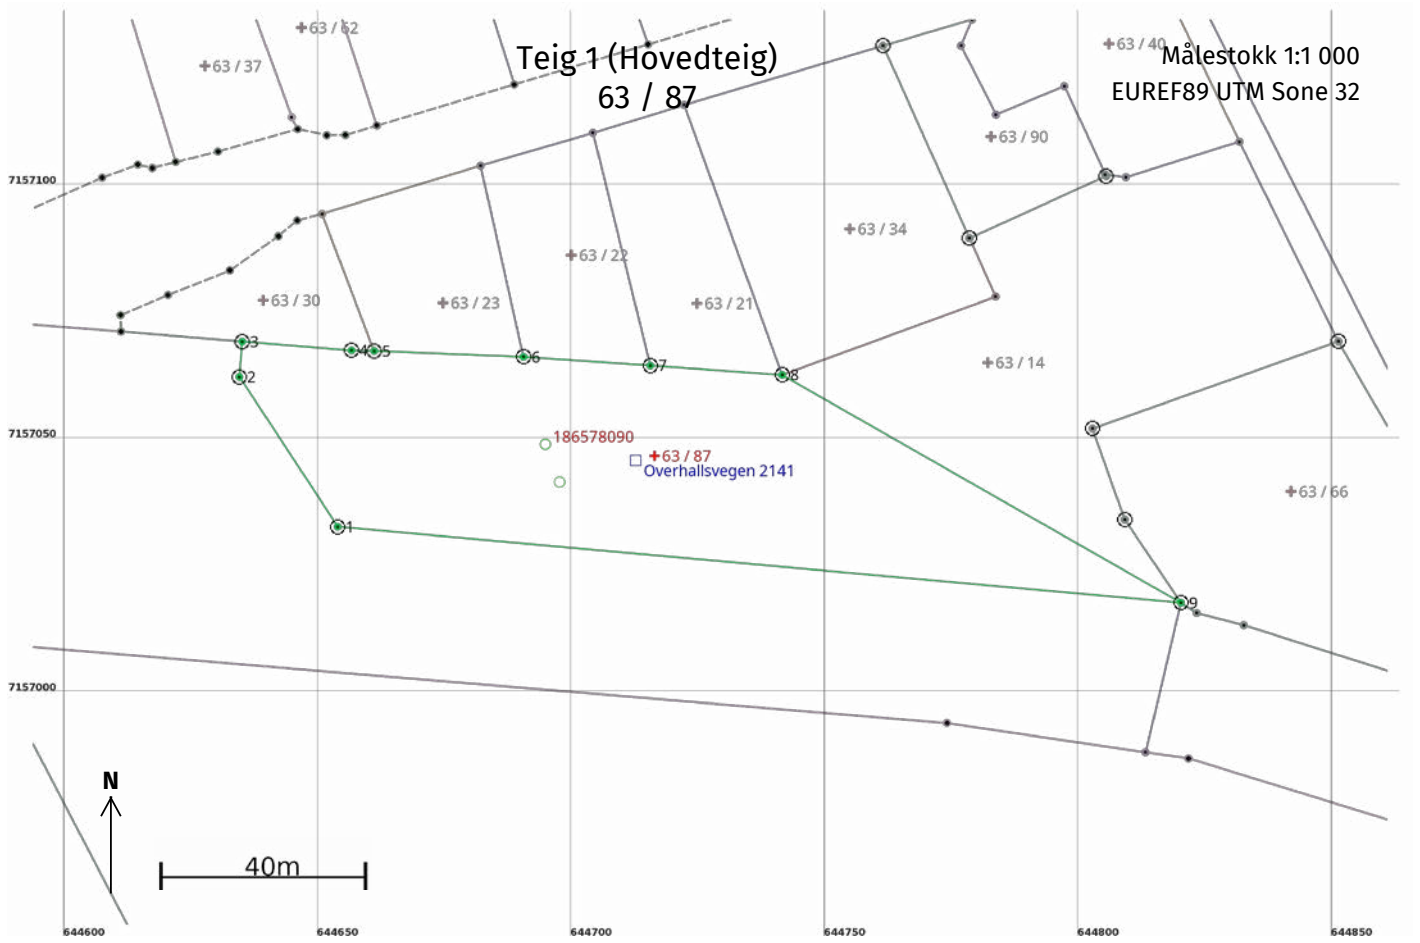 63 / 62
Teig 1 (Hovedteig)
63 / 87
63 / 40
Målestokk 1:1 000
EUREF89 UTM Sone 32
63 / 37
63 / 90
7157100
63 / 34
63 / 22
63 / 30
63 / 23
63 / 21
3
4
5
6
7
8
2
63 / 14
7157050
186578090
63 / 87
Overhallsvegen 2141
63 / 66
1
9
7157000
N
40m
644600
644650
644700
644750
644800
644850